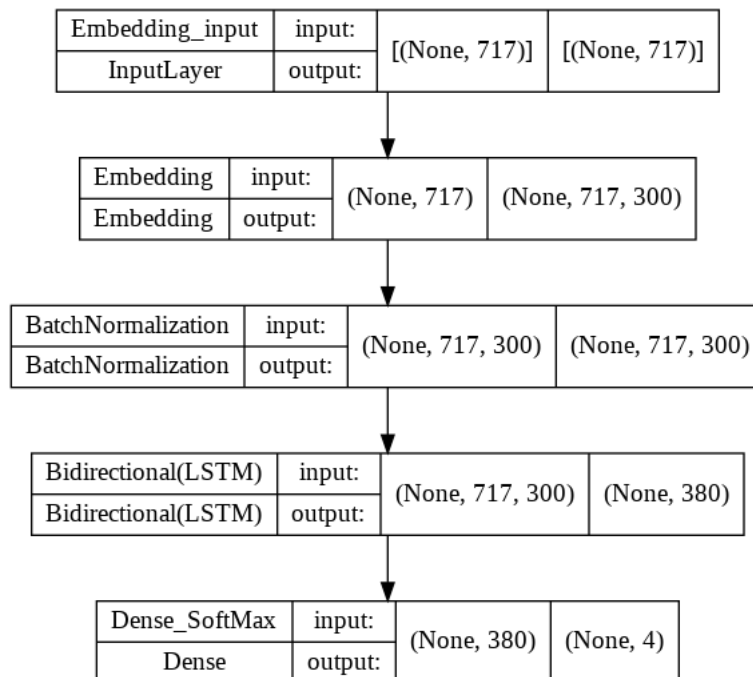 Embedding_input input: [(None, 717)] [(None, 717)]
InputLayer output:
Embedding input: (None, 717) (None, 717, 300)
Embedding output:
BatchNormalization input: (None, 717, 300) (None, 717, 300)
BatchNormalization output:
Bidirectional(LSTM) input: (None, 717, 300) (None, 380)
Bidirectional(LSTM) output:
Dense_SoftMax input: (None, 380) (None, 4)
Dense output: